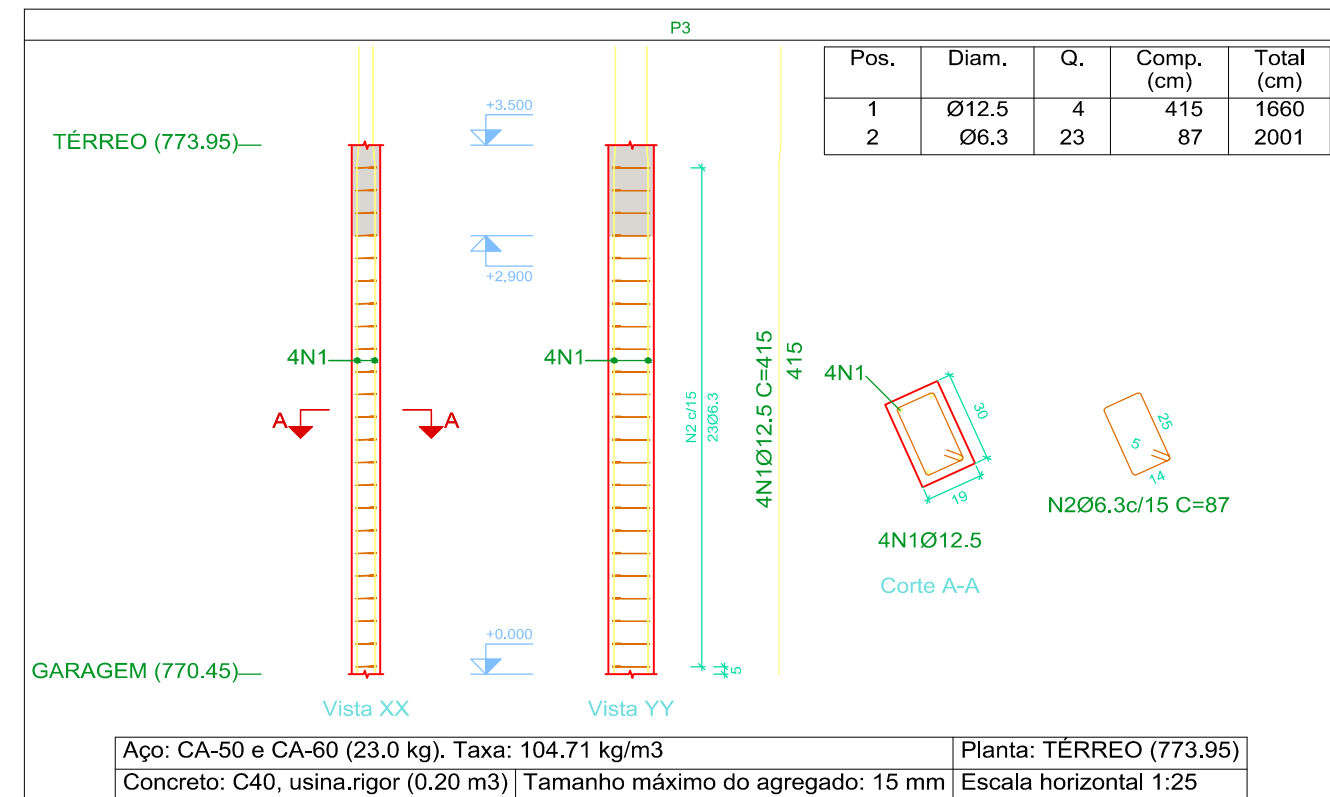 P3
Pos. Diam. Q. Comp. (cm) Total (cm)
1 Ø12.5 4 415 1660
2 Ø6.3 23 87 2001
TÉRREO (773.95)
+3.500
+2.900
4N1
4N1
A A
N2 c/15
23Ø6.3
4N1Ø12.5 C=415
415
4N1
30
19
4N1Ø12.5
Corte A-A
25
5
14
N2Ø6.3c/15 C=87
+0.000
5
GARAGEM (770.45)
Vista XX
Vista YY
Aço: CA-50 e CA-60 (23.0 kg). Taxa: 104.71 kg/m3
Planta: TÉRREO (773.95)
Concreto: C40, usina.rigor (0.20 m3)
Tamanho máximo do agregado: 15 mm
Escala horizontal 1:25